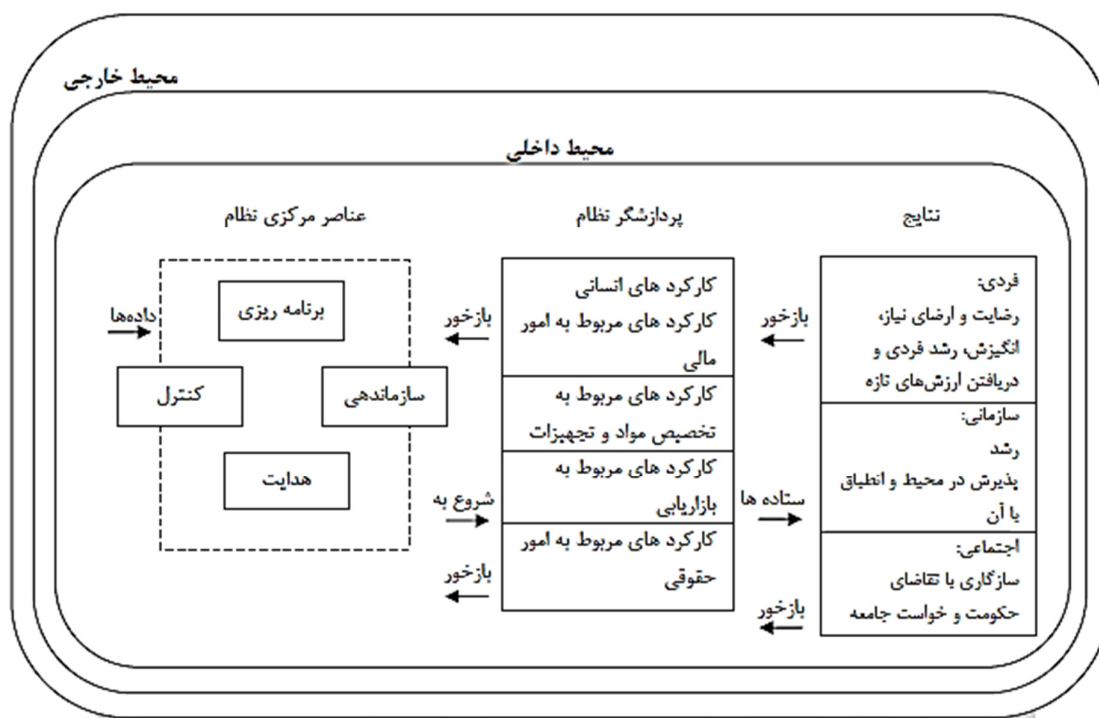 محیط خارجی
محیط داخلی
نتایج
پردازشگر نظام
عناصر مرکزی نظام
فردی:
رضایت و ارضای نیاز،
انگیزش، رشد فردی و
دریافتن ارزش‌های تازه
سازمانی:
رشد
پذیرش در محیط و انطباق
با آن
اجتماعی:
سازگاری با تقاضای
حکومت و خواست جامعه
بازخور
ستاده ها
بازخور
کارکرد های انسانی
کارکرد های مربوط به امور
مالی
کارکرد های مربوط به
تخصیص مواد و تجهیزات
کارکرد های مربوط به
بازاریابی
کارکرد های مربوط به امور
حقوقی
بازخور
شروع به
بازخور
برنامه ریزی
سازماندهی
کنترل
هدایت
داده‌ها